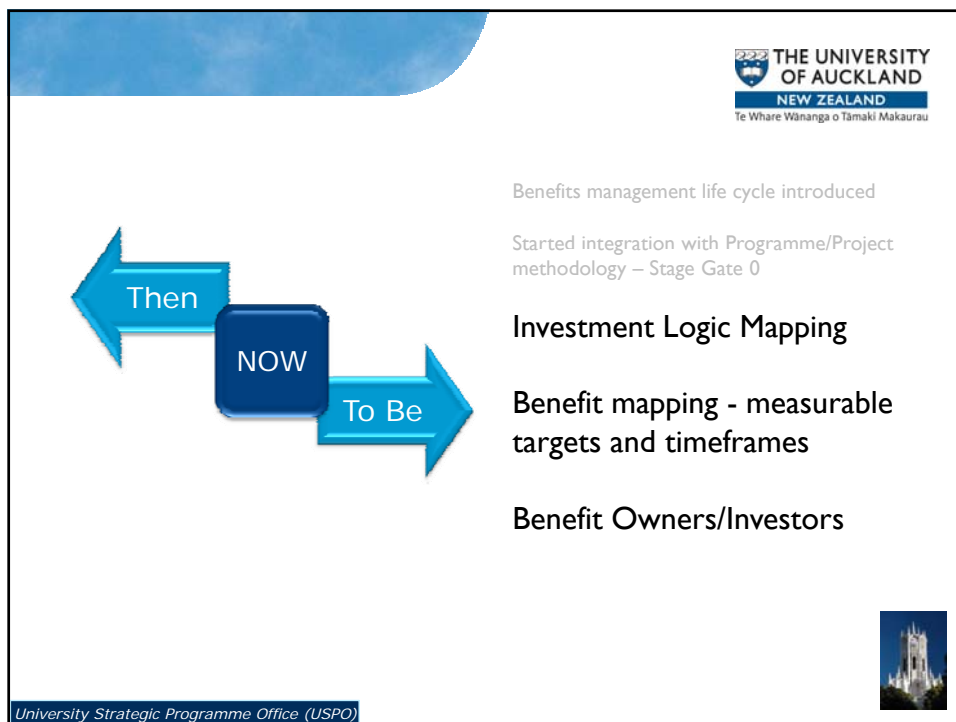 THE UNIVERSITY
OF AUCKLAND
NEW ZEALAND
Te Whare Wānanga o Tāmaki Makaurau
Benefits management life cycle introduced
Started integration with Programme/Project
methodology – Stage Gate 0
Then
NOW
To Be
Investment Logic Mapping
Benefit mapping - measurable
targets and timeframes
Benefit Owners/Investors
University Strategic Programme Office (USPO)